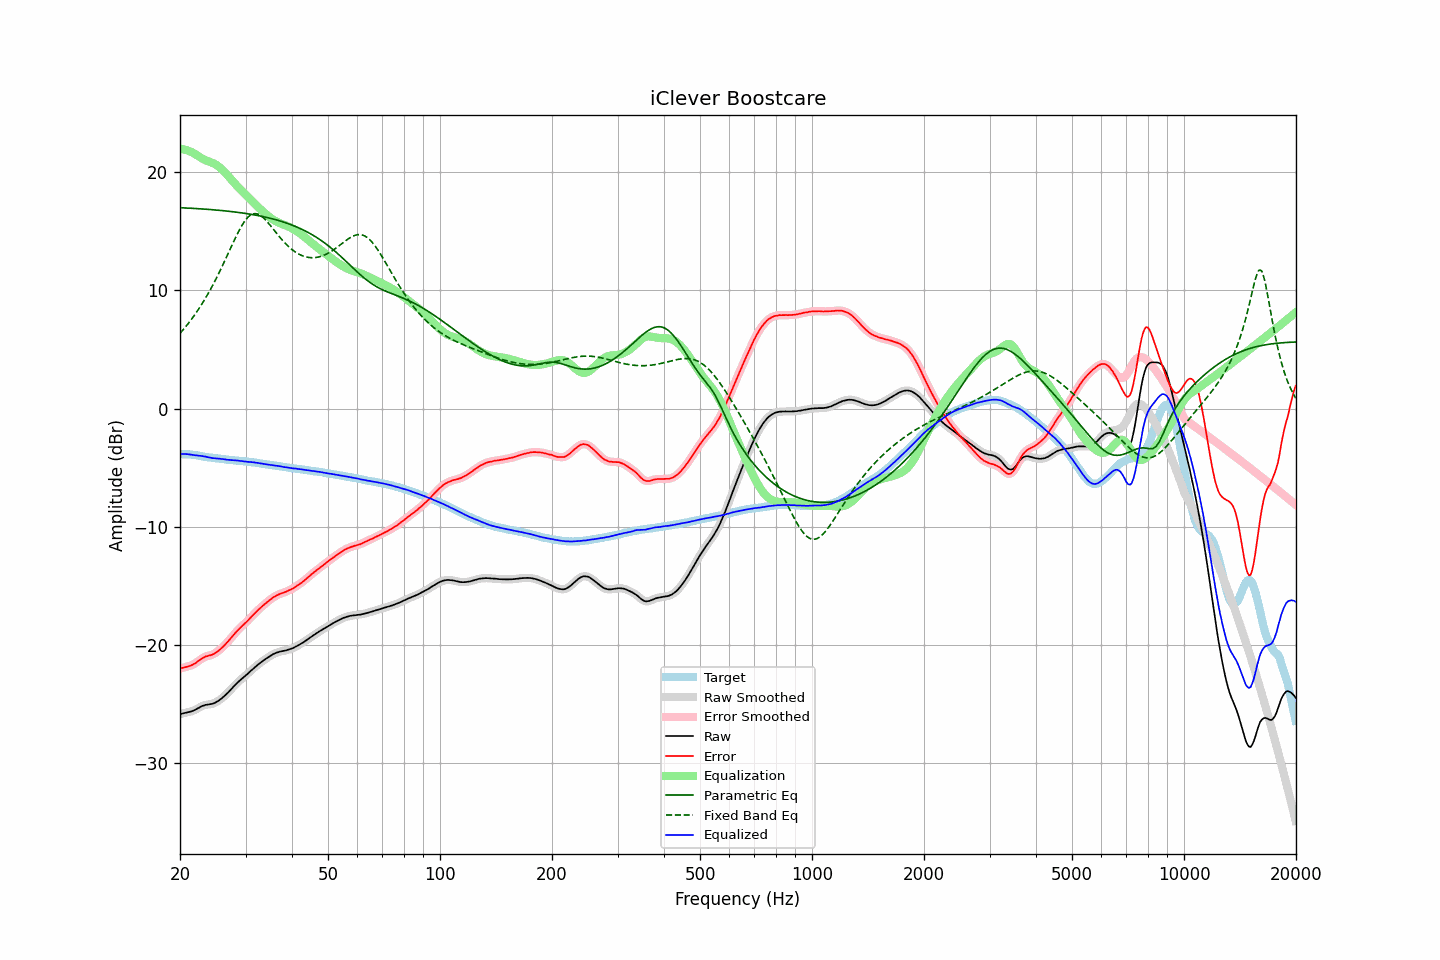 iClever Boostcare
Amplitude (dBr)
20
10
0
−10
−20
−30
Target
Raw Smoothed
Error Smoothed
Raw
Error
Equalization
Parametric Eq
Fixed Band Eq
Equalized
20 50 100 200 500 1000 2000 5000 10000 20000
Frequency (Hz)